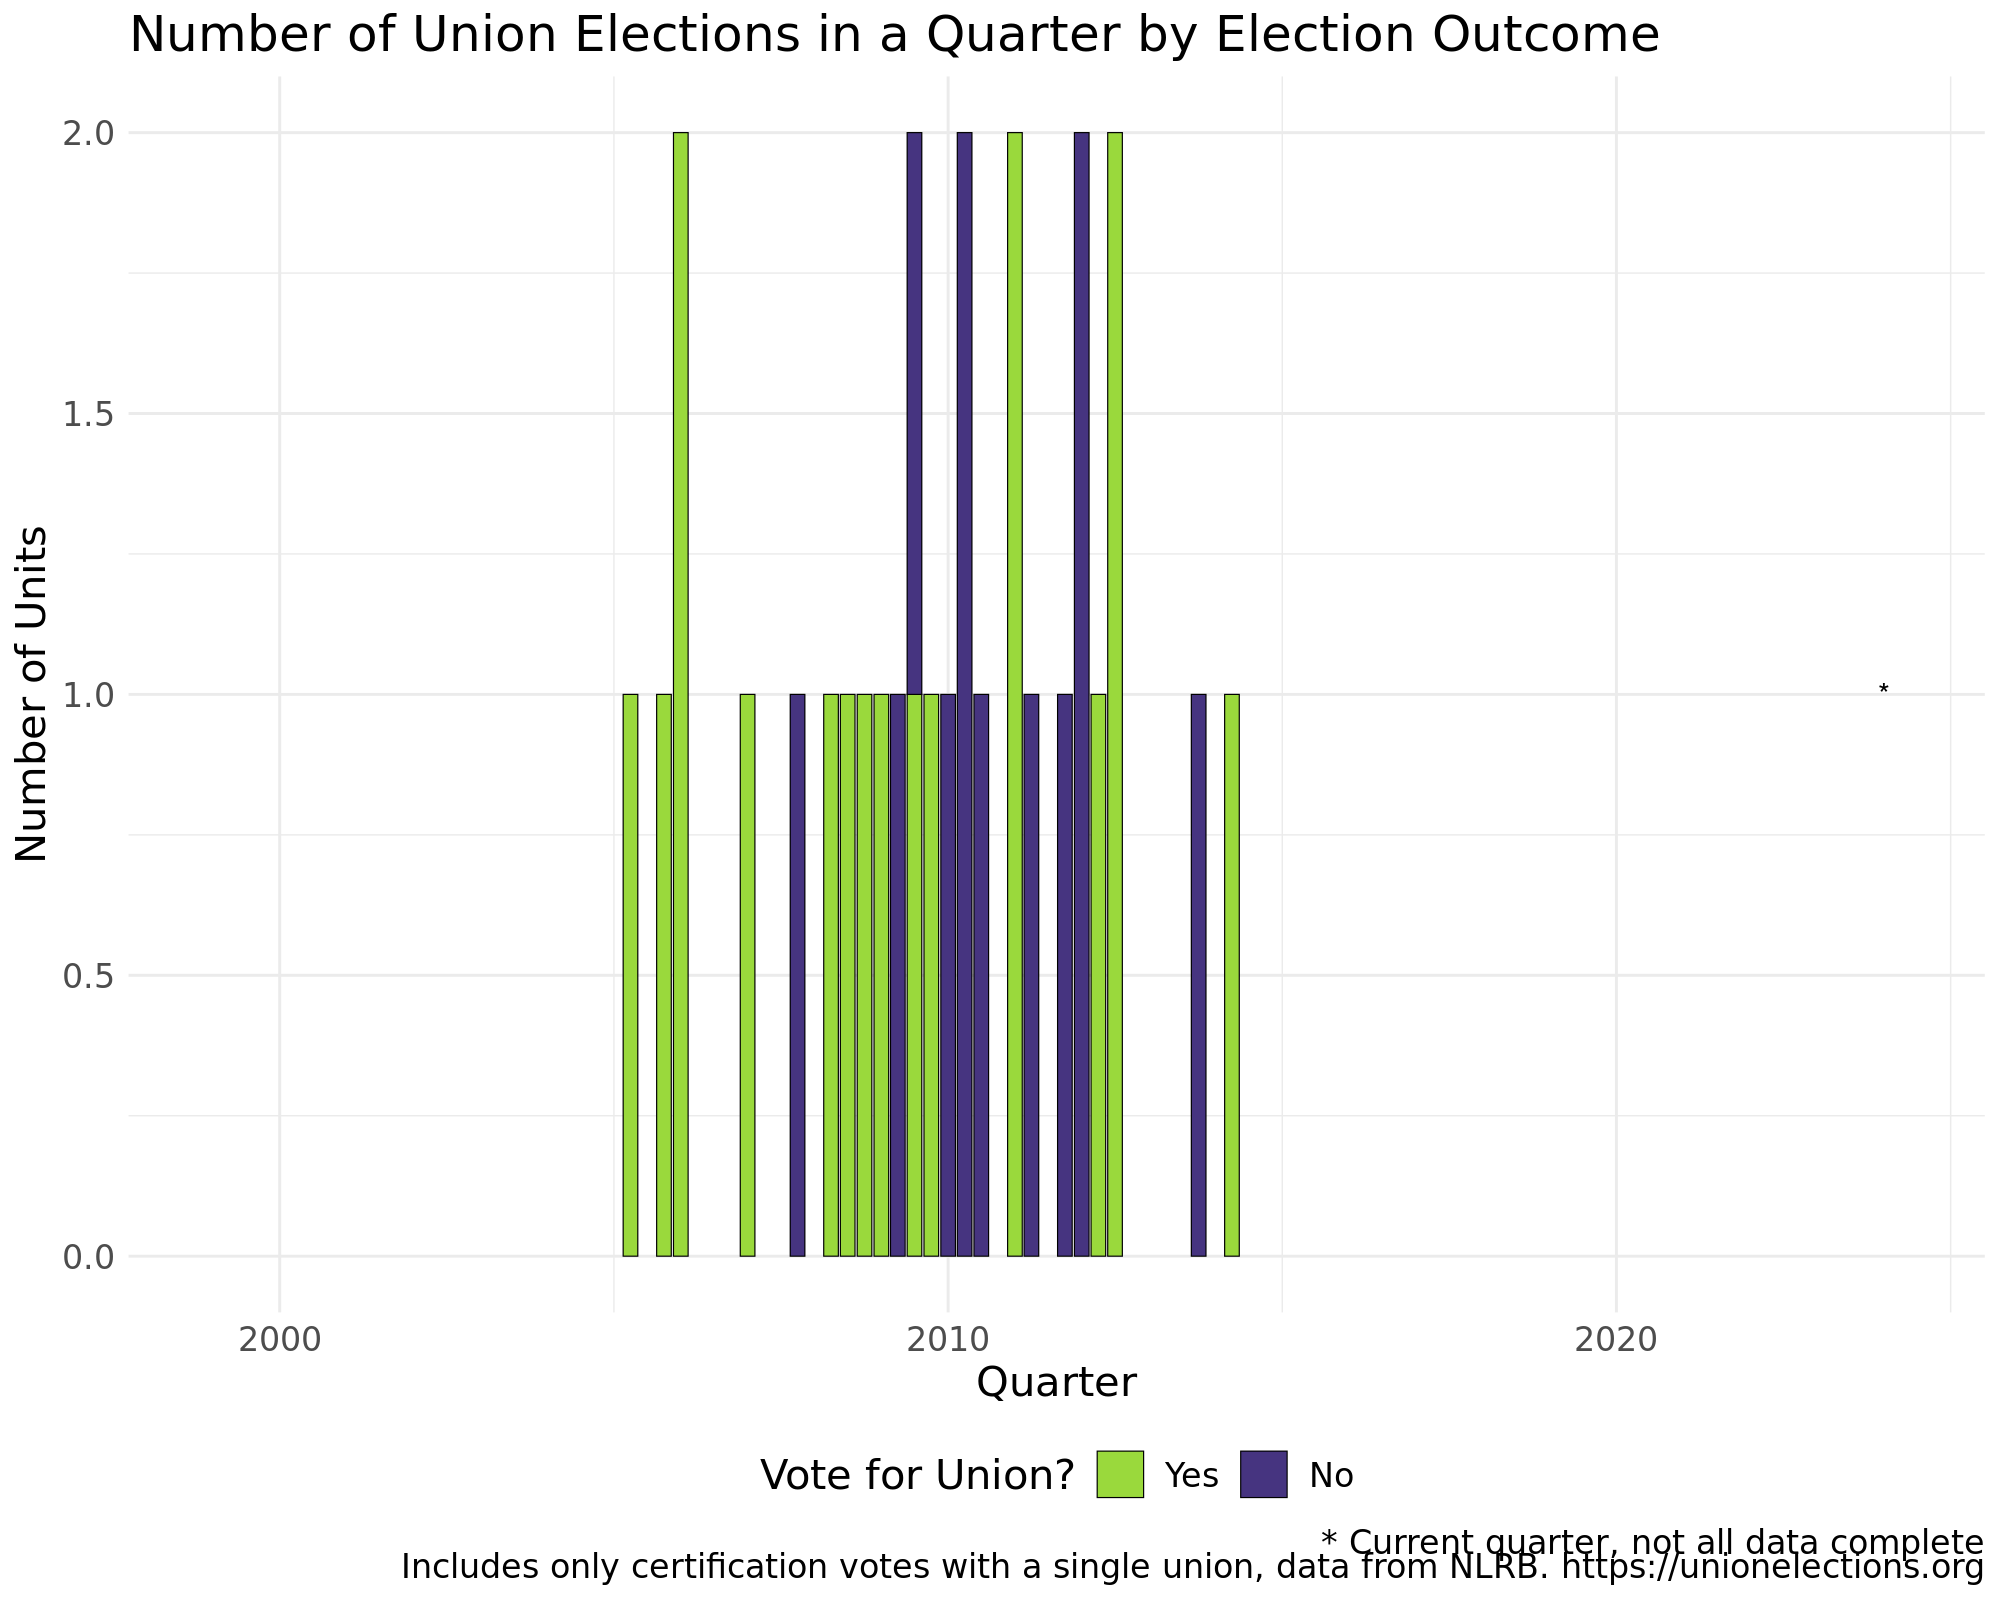 Number of Union Elections in a Quarter by Election Outcome
2.0
1.5
1.0
0.5
0.0
Number of Units
*
2000
2010
2020
Quarter
Vote for Union? Yes No
* Current quarter, not all data complete
Includes only certification votes with a single union, data from NLRB. https://unionelections.org